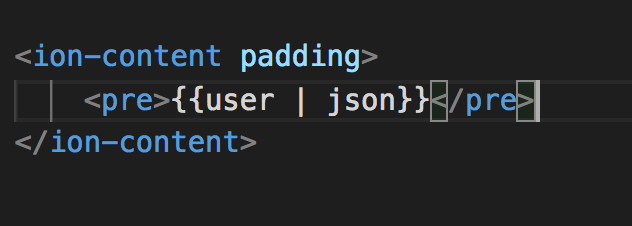 <ion-content padding>
<pre>{{user | json}}</pre>
</ion-content>